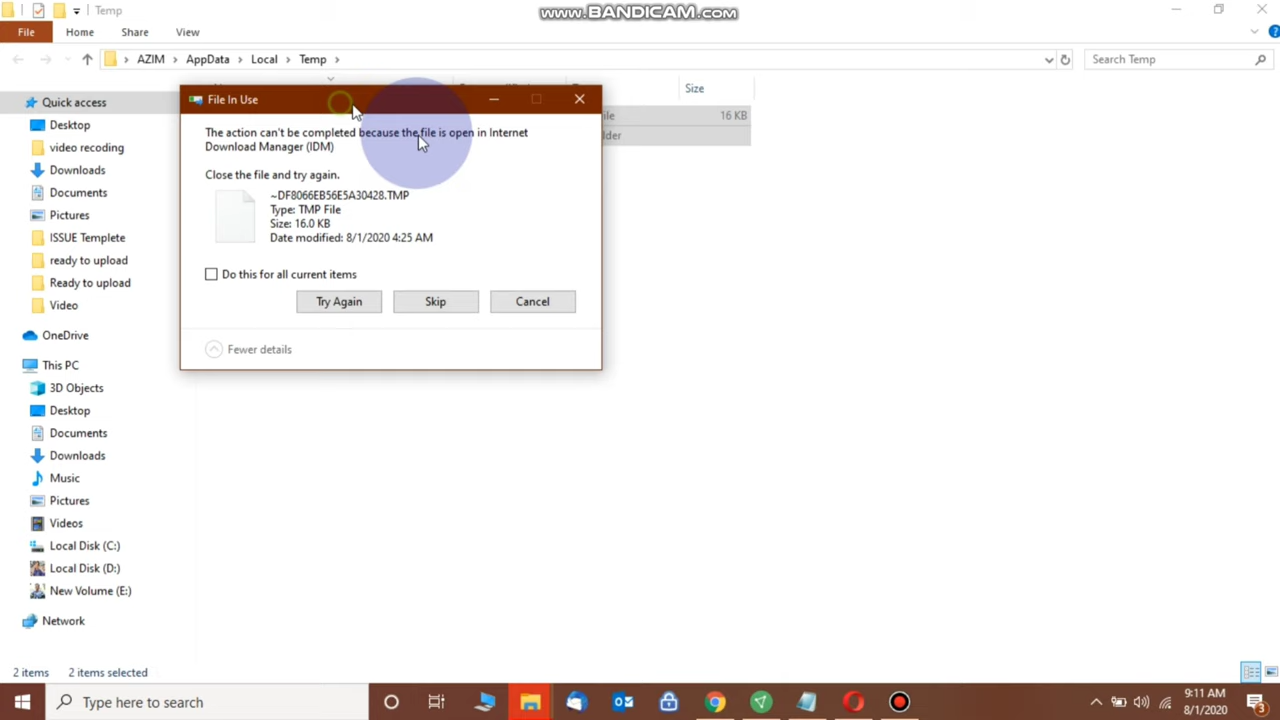 Temp
www.BANDICAM.com
File
Home
Share
View
AZIM
AppData
Local
Temp
Search Temp
Size
Quick access
Desktop
video recoding
Downloads
Documents
Pictures
ISSUE Templete
ready to upload
Ready to upload
Video
OneDrive
This PC
3D Objects
Desktop
Documents
Downloads
Music
Pictures
Videos
Local Disk (C:)
Local Disk (D:)
New Volume (E:)
Network
16 KB
File In Use
The action can't be completed because the file is open in Internet
Download Manager (IDM)
Close the file and try again.
~DF8066EB56E5A30428.TMP
Type: TMP File
Size: 16.0 KB
Date modified: 8/1/2020 4:25 AM
Do this for all current items
Try Again
Skip
Cancel
Fewer details
2 items
2 items selected
Type here to search
9:11 AM
8/1/2020
3